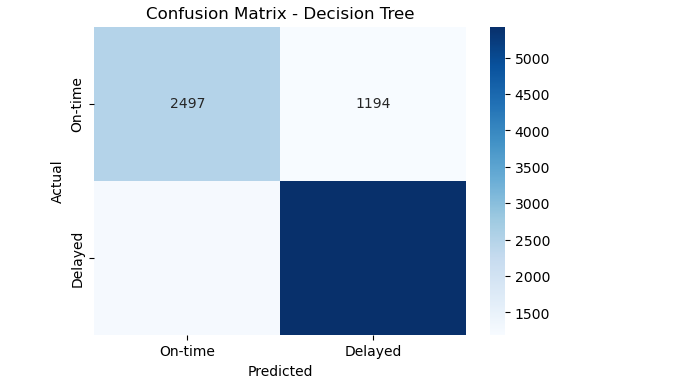 Confusion Matrix - Decision Tree
On-time
2497
1194
Actual
Delayed
On-time
Delayed
Predicted
5000
4500
4000
3500
3000
2500
2000
1500